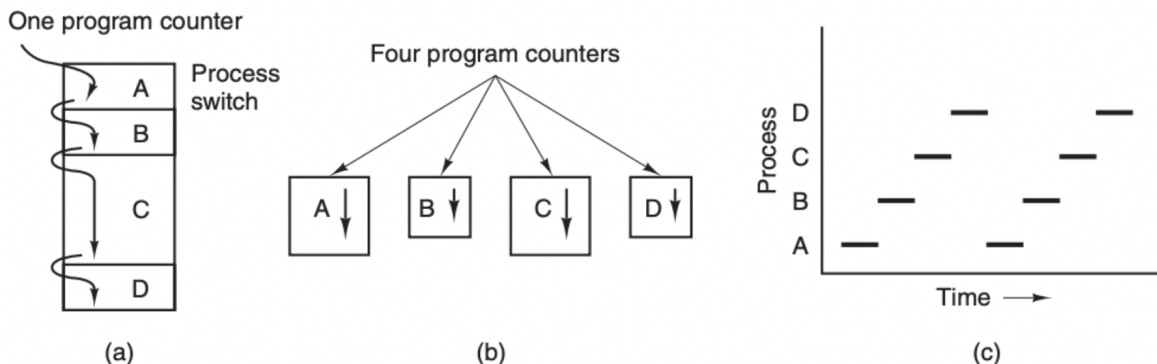 One program counter
Process
switch
A
B
C
D
(a)
Four program counters
A
B
C
D
(b)
Process
D
C
B
A
Time
(c)